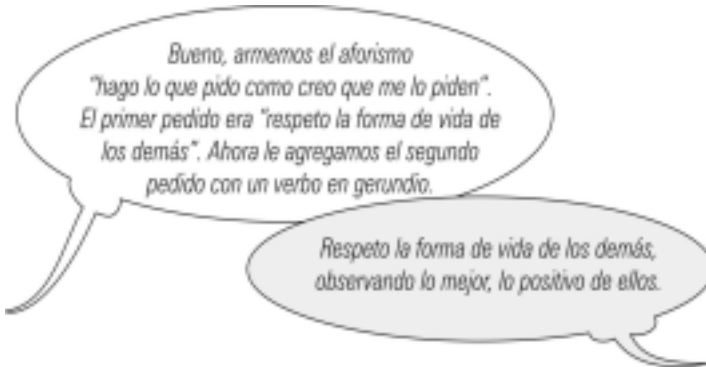 Bueno, armemos el aforismo
"hago lo que pido como creo que me lo piden".
El primer pedido era "respeto la forma de vida de
los demás". Ahora le agregamos el segundo
pedido con un verbo en gerundio.
Respeto la forma de vida de los demás,
observando lo mejor, lo positivo de ellos.